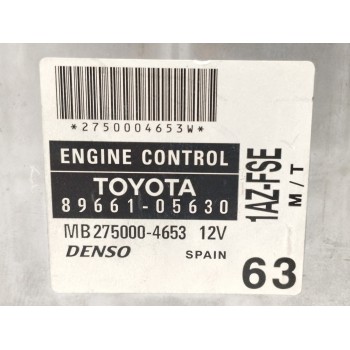 *2750004653W*
ENGINE CONTROL
TOYOTA
89661-05630
MB275000-4653 12V
DENSO SPAIN
1AZ-FSE
M/T
63